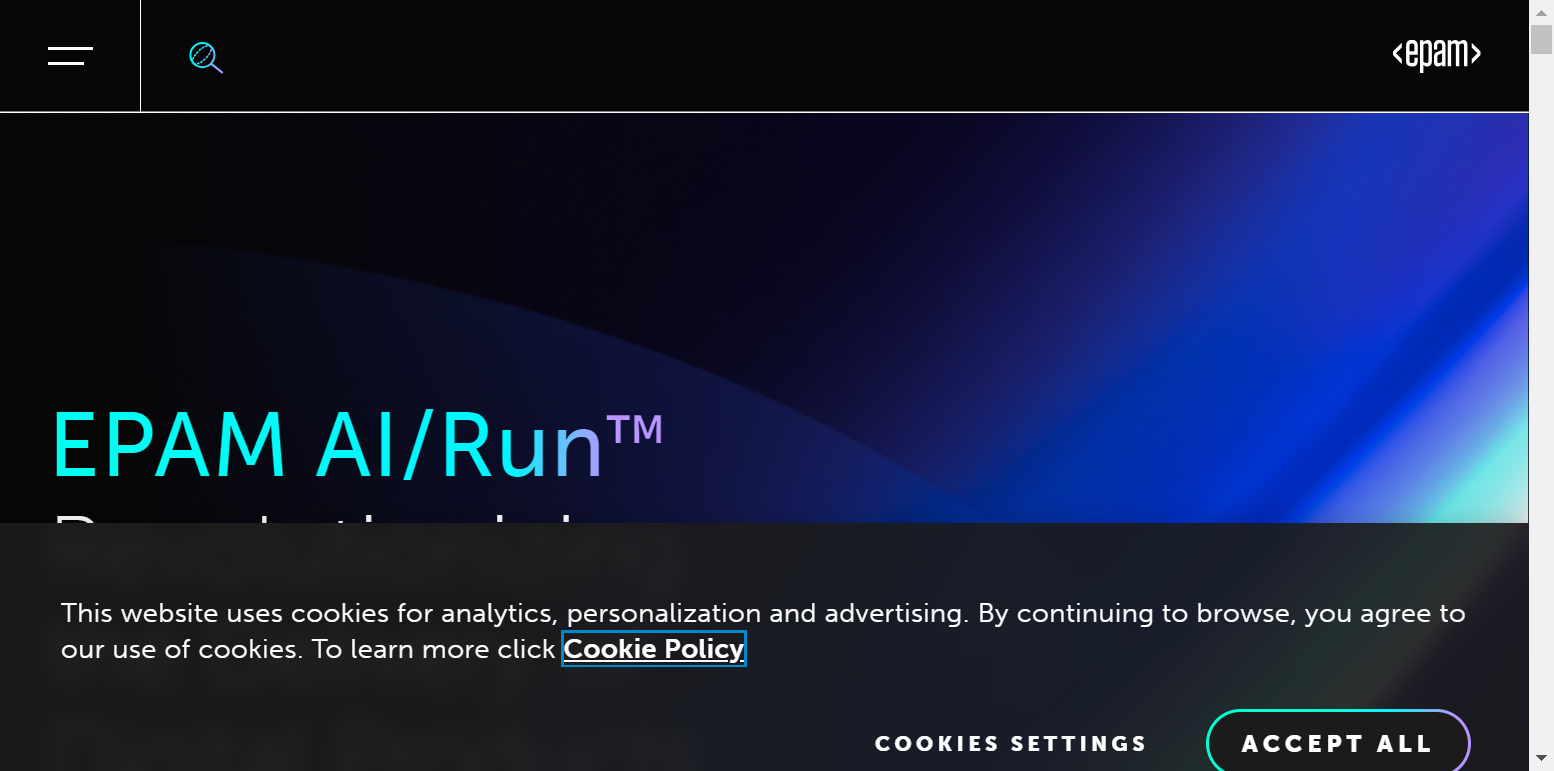 <epam>
EPAM AI/Run™
Revolutionizing
This website uses cookies for analytics, personalization and advertising. By continuing to browse, you agree to
our use of cookies. To learn more click Cookie Policy
COOKIES SETTINGS
ACCEPT ALL